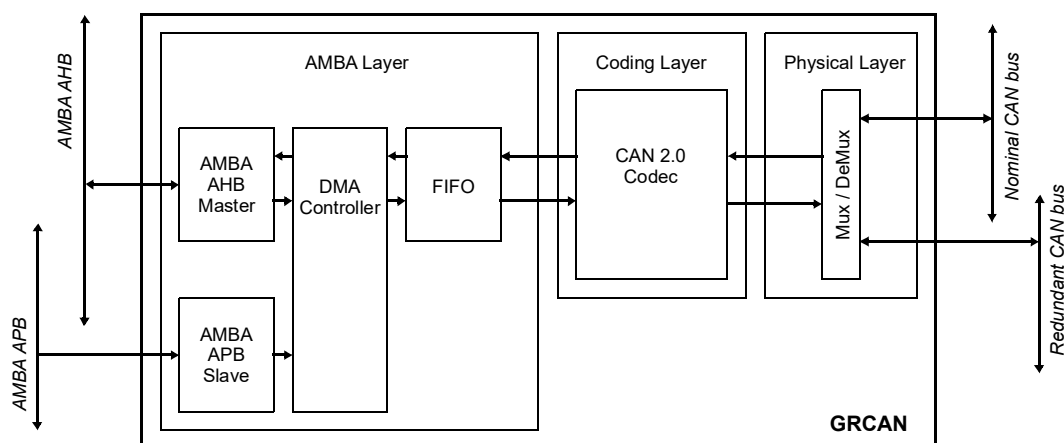 AMBA AHB
AMBA APB
AMBA Layer
AMBA
AHB
Master
DMA
Controller
FIFO
AMBA
APB
Slave
Coding Layer
CAN 2.0
Codec
Physical Layer
Mux / DeMux
Nominal CAN bus
Redundant CAN bus
GRCAN